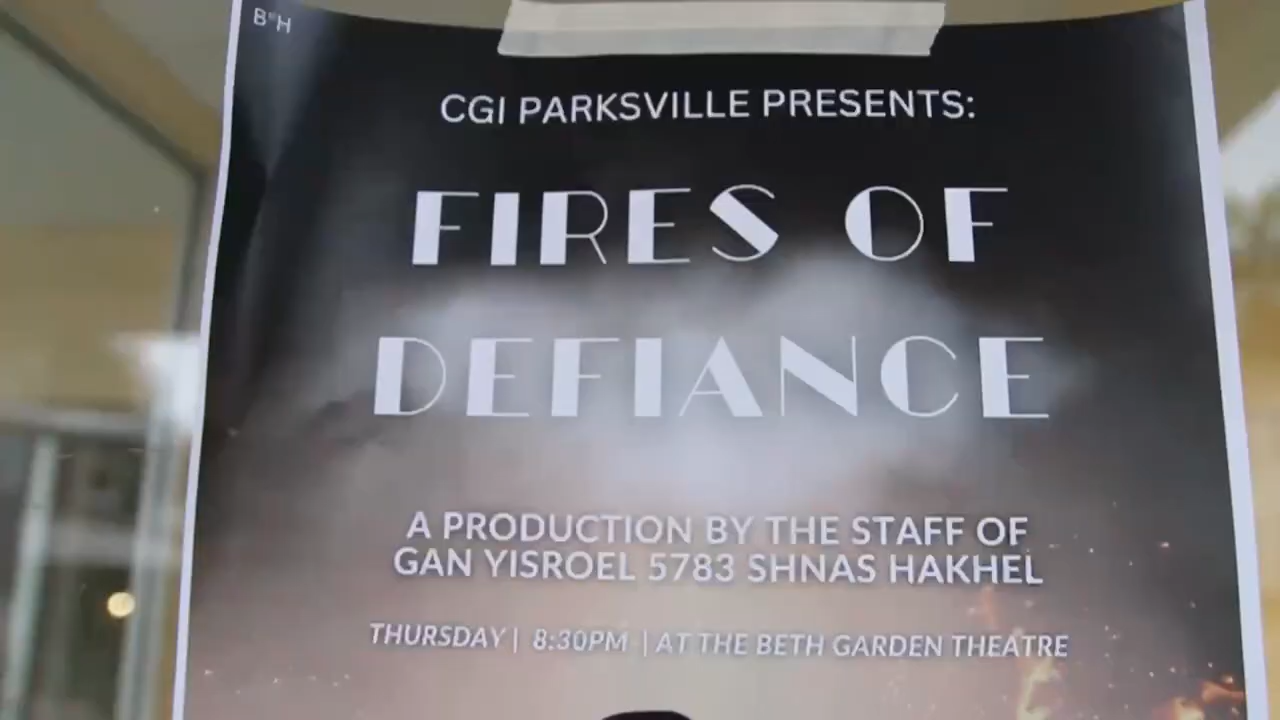 B"H
CGI PARKSVILLE PRESENTS:
FIRES OF
DEFIANCE
A PRODUCTION BY THE STAFF OF
GAN YISROEL 5783 SHNAS HAKHEL
THURSDAY | 8:30PM | AT THE BETH GARDEN THEATRE